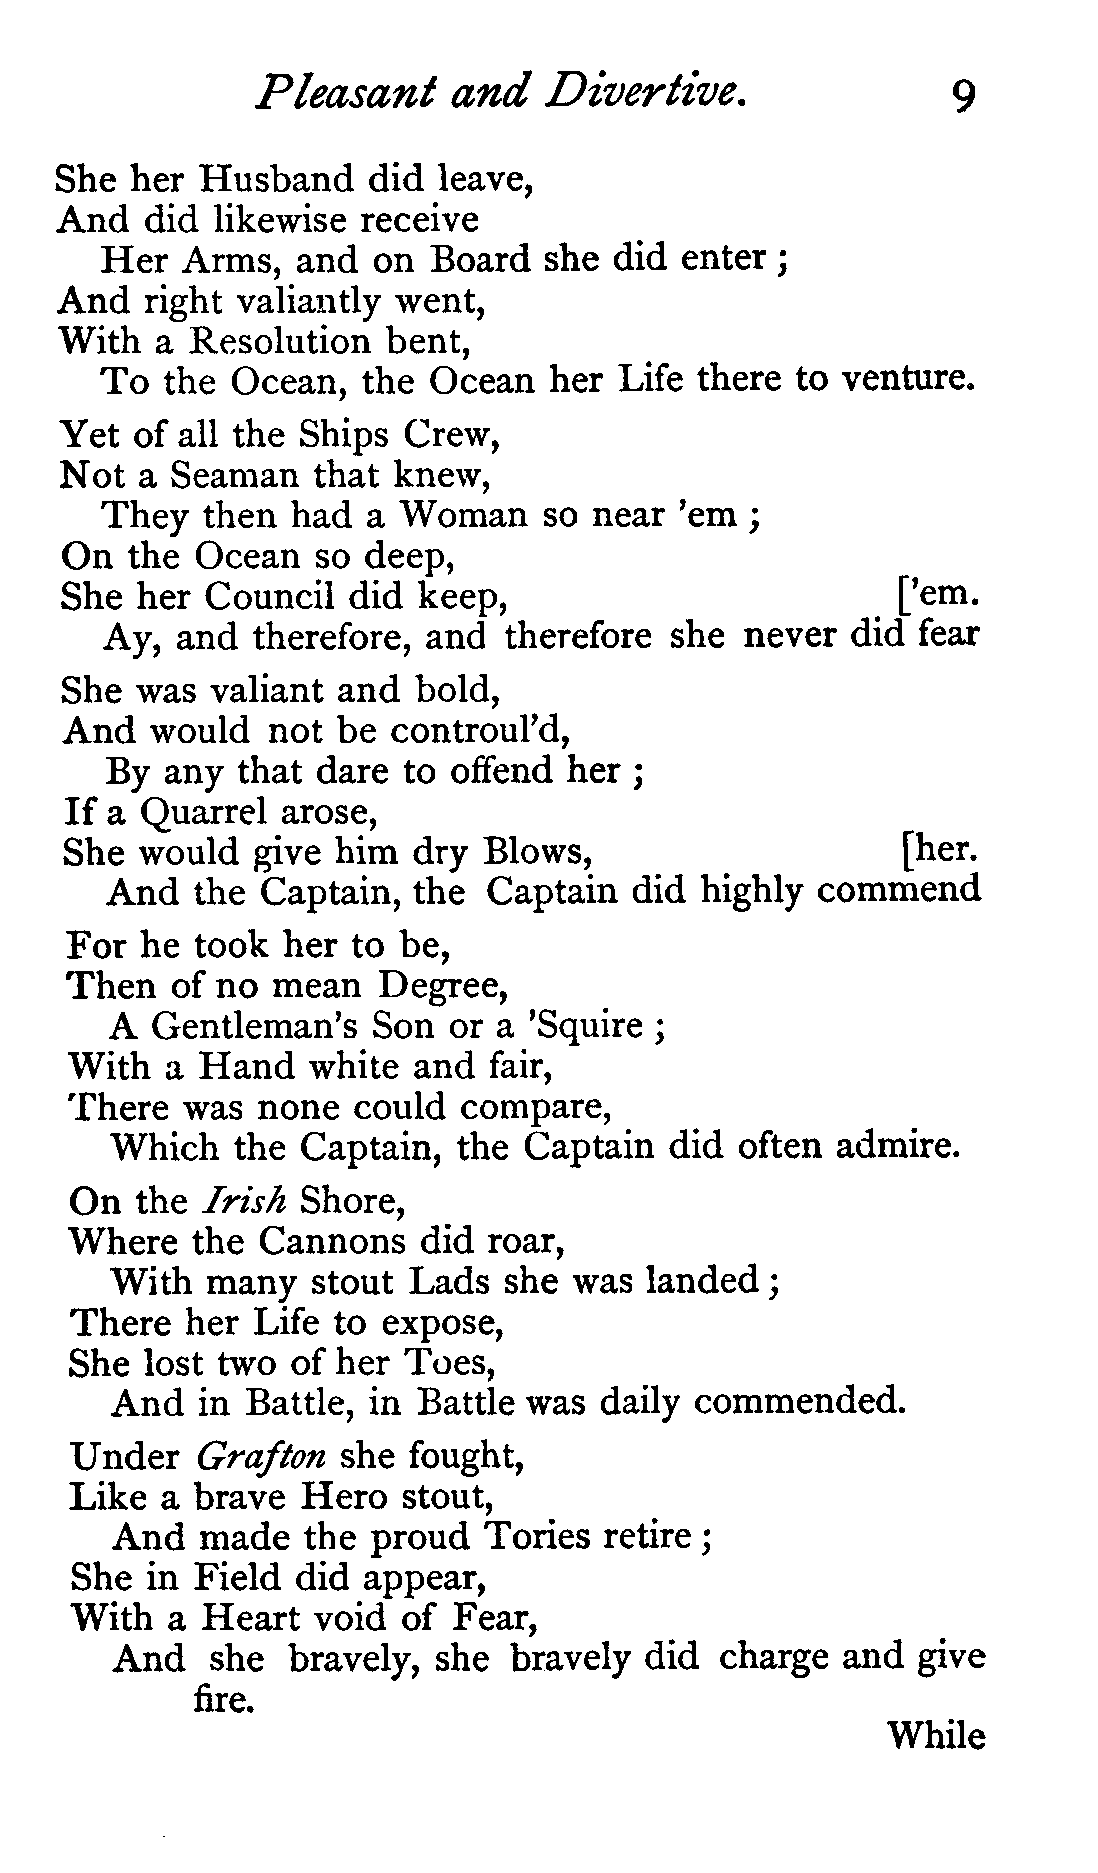 Pleasant and Divertive. 9
She her Husband did leave,
And did likewise receive
Her Arms, and on Board she did enter ;
And right valiantly went,
With a Resolution bent,
To the Ocean, the Ocean her Life there to venture.
Yet of all the Ships Crew,
Not a Seaman that knew,
They then had a Woman so near 'em ;
On the Ocean so deep,
She her Council did keep, ['em.
Ay, and therefore, and therefore she never did fear
She was valiant and bold,
And would not be controul'd,
By any that dare to offend her ;
If a Quarrel arose,
She would give him dry Blows, [her.
And the Captain, the Captain did highly commend
For he took her to be,
Then of no mean Degree,
A Gentleman's Son or a 'Squire ;
With a Hand white and fair,
There was none could compare,
Which the Captain, the Captain did often admire.
On the Irish Shore,
Where the Cannons did roar,
With many stout Lads she was landed ;
There her Life to expose,
She lost two of her Toes,
And in Battle, in Battle was daily commended.
Under Grafton she fought,
Like a brave Hero stout,
And made the proud Tories retire ;
She in Field did appear,
With a Heart void of Fear,
And she bravely, she bravely did charge and give
fire.
While